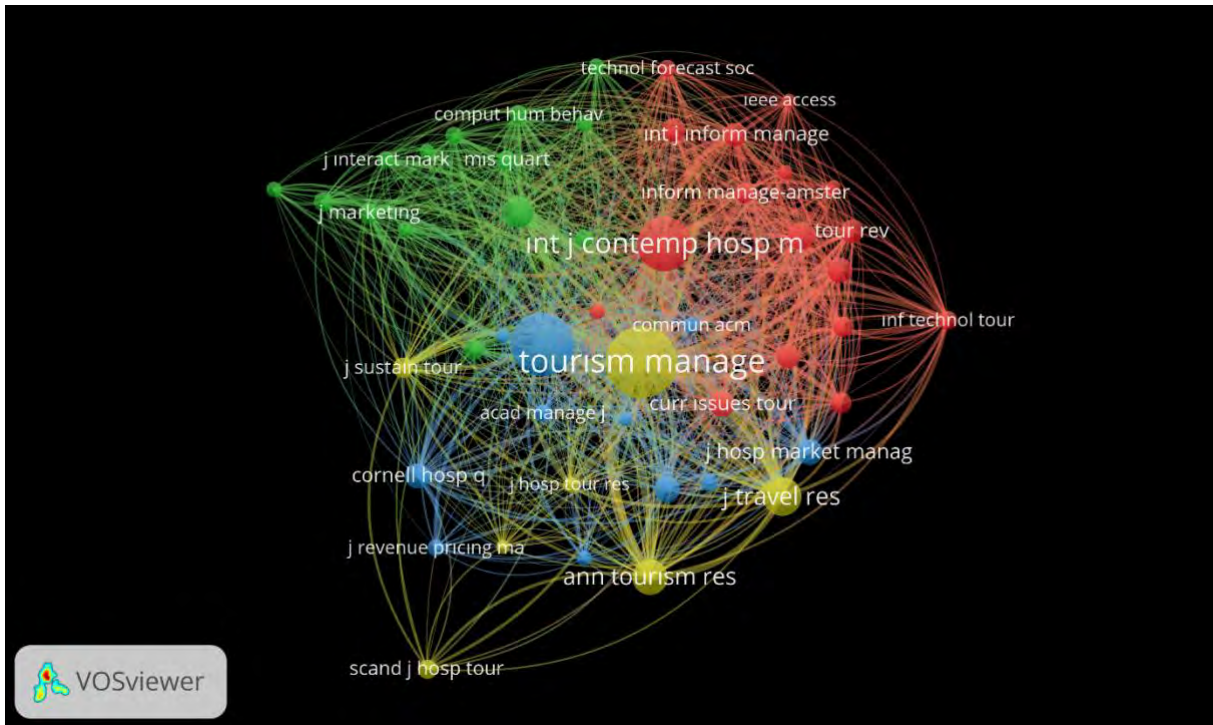 technol forecast soc
ieee access
comput hum behav
int j inform manage
j interact mark
mis quart
inform manage-amster
j marketing
tour rev
int j contemp hosp m
inf technol tour
commun acm
tourism manage
j sustain tour
curr issues tour
acad manage j
j hosp market manag
cornell hosp q
j hosp tour res
j travel res
j revenue pricing ma
ann tourism res
scand j hosp tour
VOSviewer